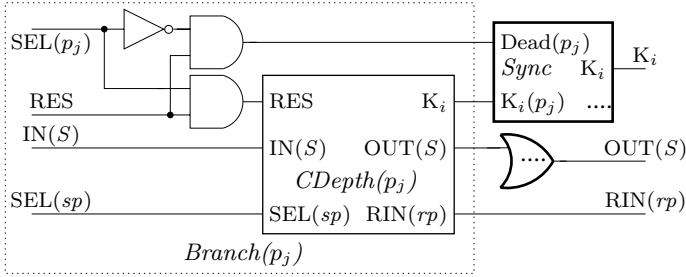 SEL(p_j)
Dead(p_j)
Sync K_i
K_i
RES
RES
K_i
K_i(p_j) ....
IN(S)
IN(S)
OUT(S)
....
OUT(S)
CDepth(p_j)
SEL(sp)
SEL(sp)
RIN(rp)
RIN(rp)
Branch(p_j)